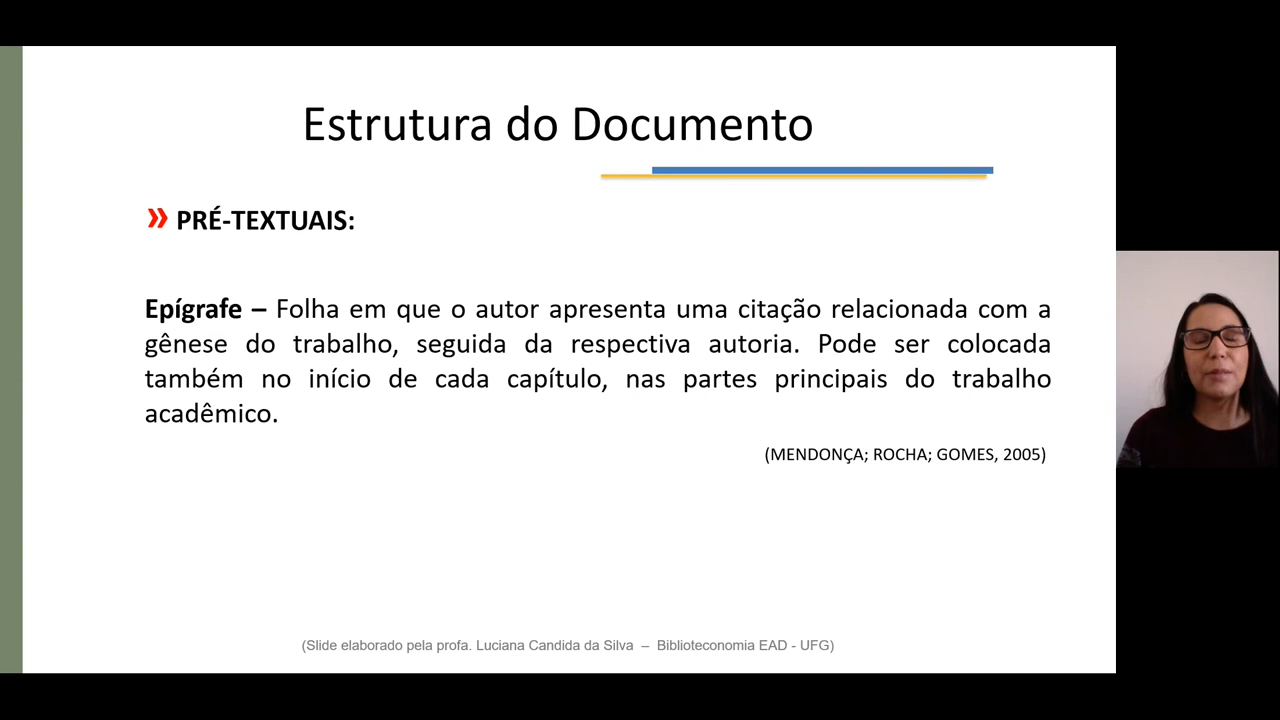 Estrutura do Documento
» PRÉ-TEXTUAIS:
Epígrafe – Folha em que o autor apresenta uma citação relacionada com a
gênese do trabalho, seguida da respectiva autoria. Pode ser colocada
também no início de cada capítulo, nas partes principais do trabalho
acadêmico.
(MENDONÇA; ROCHA; GOMES, 2005)
(Slide elaborado pela profa. Luciana Candida da Silva – Biblioteconomia EAD - UFG)